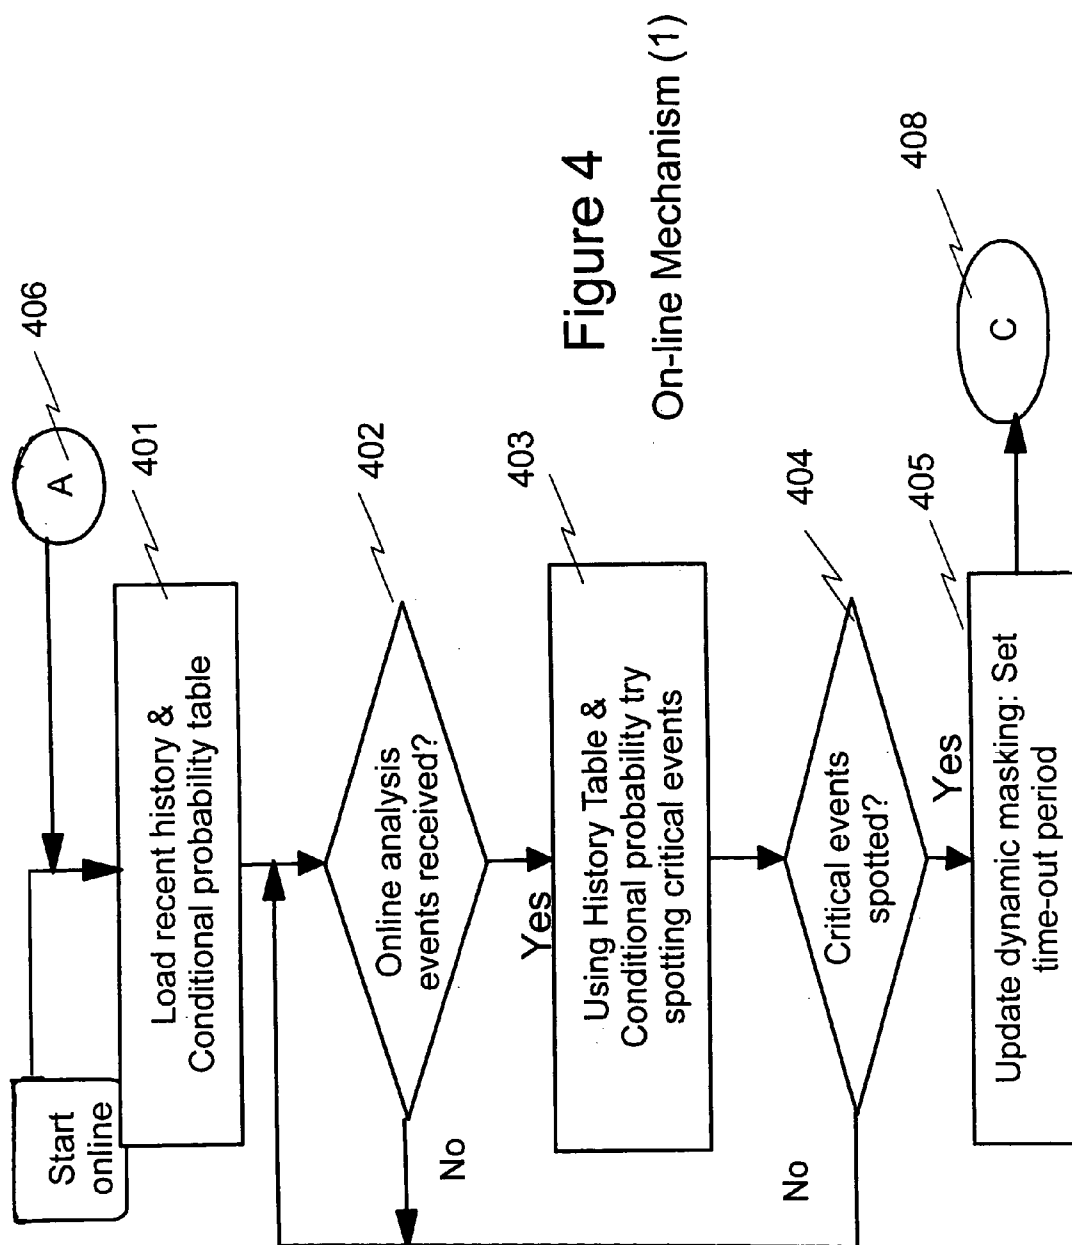 Start
online
A
406
Load recent history &
Conditional probability table
401
Online analysis
events received?
402
No
Yes
Using History Table &
Conditional probability try
spotting critical events
403
Critical events
spotted?
404
No
Yes
Update dynamic masking: Set
time-out period
405
C
408
Figure 4
On-line Mechanism (1)